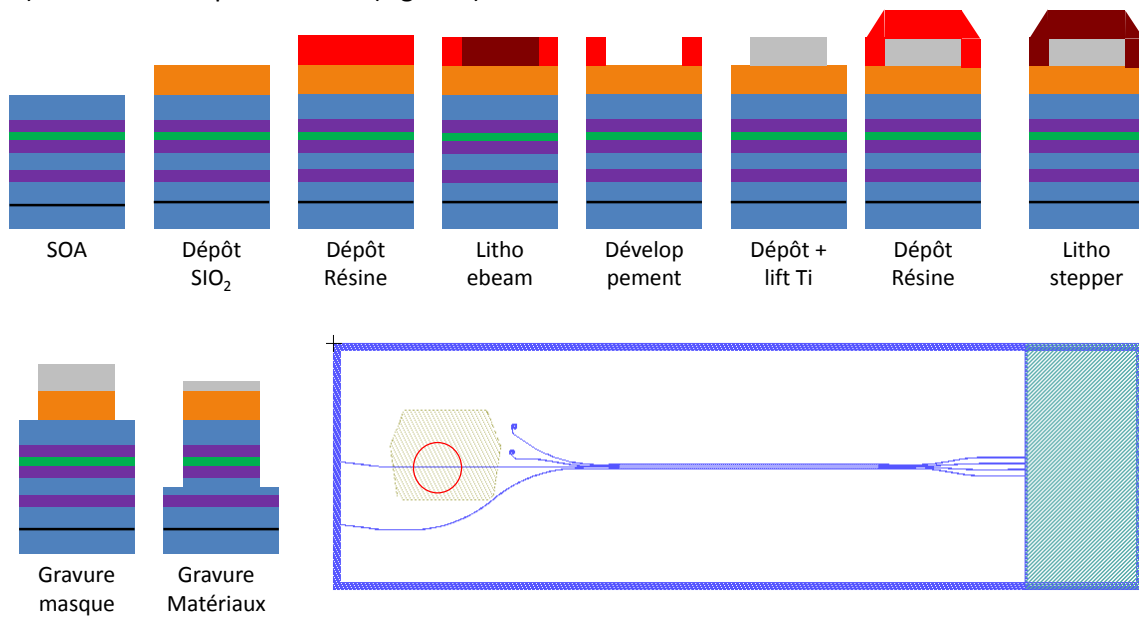 SOA
Dépôt
SIO₂
Dépôt
Résine
Litho
ebeam
Dévelop
pement
Dépôt +
lift Ti
Dépôt
Résine
Litho
stepper
Gravure
masque
Gravure
Matériaux